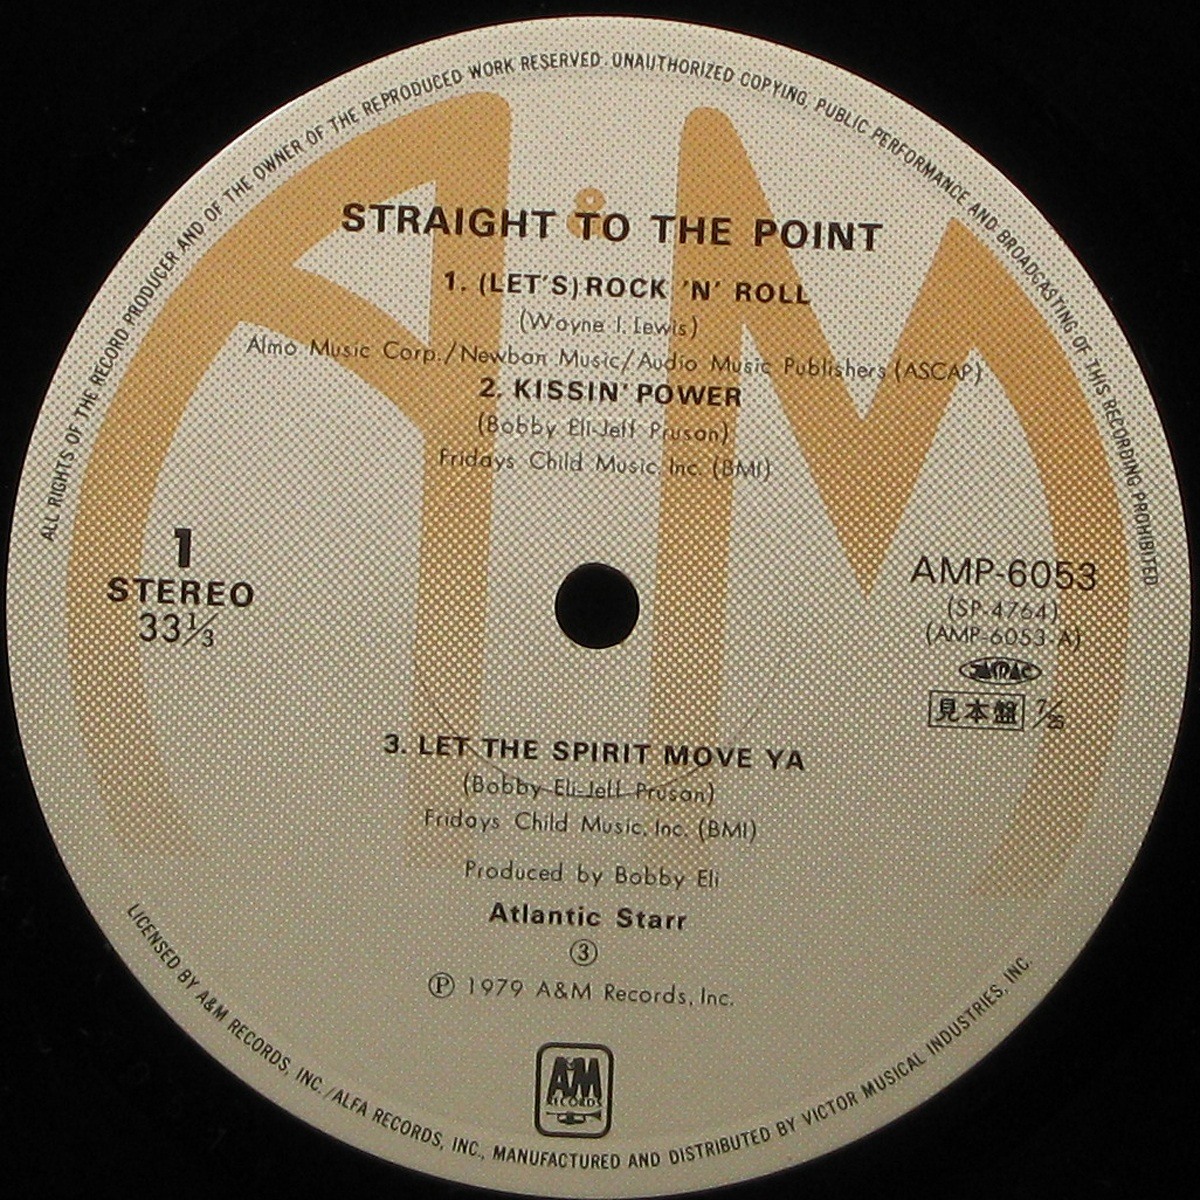 ALL RIGHTS OF THE RECORD PRODUCER AND OF THE OWNER OF THE REPRODUCED WORK RESERVED. UNAUTHORIZED COPYING, PUBLIC PERFORMANCE AND BROADCASTING OF THIS RECORDING PROHIBITED
STRAIGHT TO THE POINT
1. (LET'S) ROCK 'N' ROLL
(Wayne I. Lewis)
Almo Music Corp./Newban Music/Audio Music Publishers (ASCAP)
2. KISSIN' POWER
(Bobby Eli-Jeff Prusan)
Fridays Child Music, Inc. (BMI)
1
STEREO
33⅓
AMP-6053
(SP-4764)
(AMP-6053-A)
見本盤 7/25
3. LET THE SPIRIT MOVE YA
(Bobby Eli-Jeff Prusan)
Fridays Child Music, Inc. (BMI)
Produced by Bobby Eli
Atlantic Starr
③
℗ 1979 A&M Records, Inc.
A&M
RECORDS
LICENSED BY A&M RECORDS, INC./ALFA RECORDS, INC., MANUFACTURED AND DISTRIBUTED BY VICTOR MUSICAL INDUSTRIES, INC.